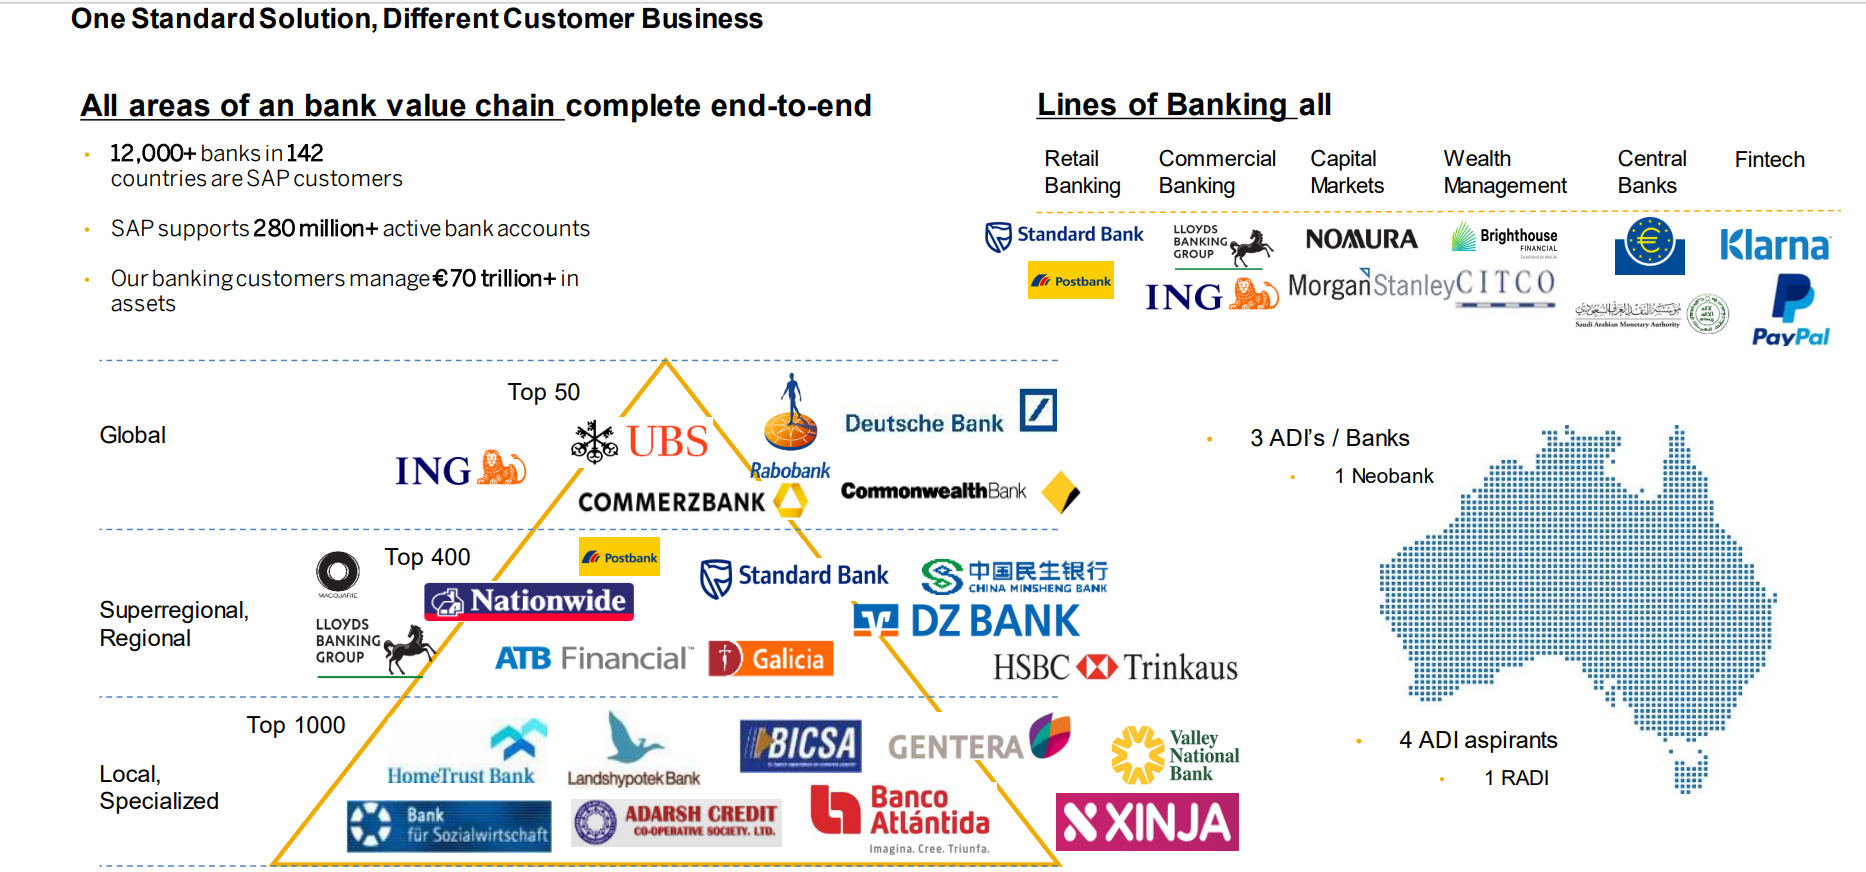 One Standard Solution, Different Customer Business
All areas of an bank value chain complete end-to-end
• 12,000+ banks in 142
countries are SAP customers
• SAP supports 280 million+ active bank accounts
• Our banking customers manage €70 trillion+ in
assets
Lines of Banking all
Retail
Banking
Commercial
Banking
Capital
Markets
Wealth
Management
Central
Banks
Fintech
Standard Bank
Postbank
LLOYDS
BANKING
GROUP
ING
NOMURA
Morgan Stanley
Brighthouse
FINANCIAL
CITCO
€
Saudi Arabian Monetary Authority
Klarna
PayPal
Global
Top 50
ING
UBS
Rabobank
Deutsche Bank
COMMERZBANK
CommonwealthBank
Superregional,
Regional
Top 400
MACQUARIE
Postbank
Nationwide
Standard Bank
中国民生银行
CHINA MINSHENG BANK
LLOYDS
BANKING
GROUP
ATB Financial™
Galicia
DZ BANK
HSBC Trinkaus
Local,
Specialized
Top 1000
HomeTrust Bank
Landshypotek Bank
BICSA
GENTERA
Valley
National
Bank
Bank
für Sozialwirtschaft
ADARSH CREDIT
CO-OPERATIVE SOCIETY. LTD.
Banco
Atlántida
Imagina. Cree. Triunfa.
XINJA
• 3 ADI's / Banks
• 1 Neobank
• 4 ADI aspirants
• 1 RADI